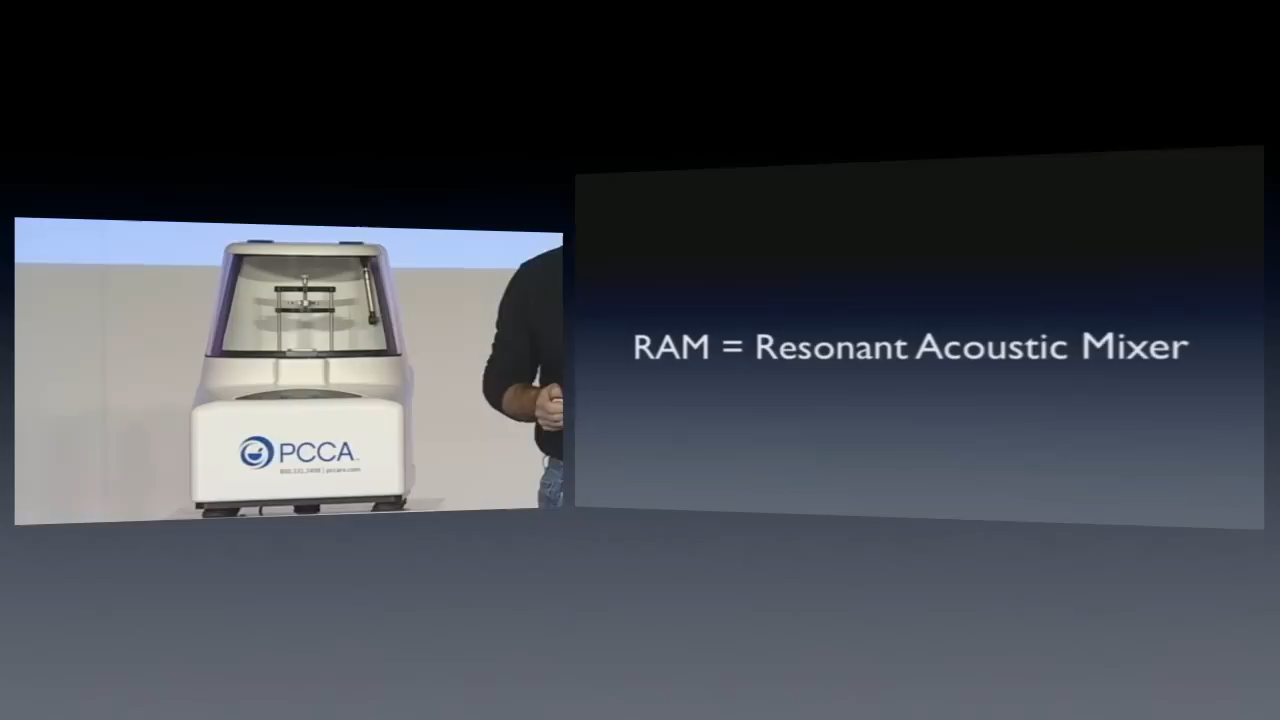 PCCA
RAM = Resonant Acoustic Mixer